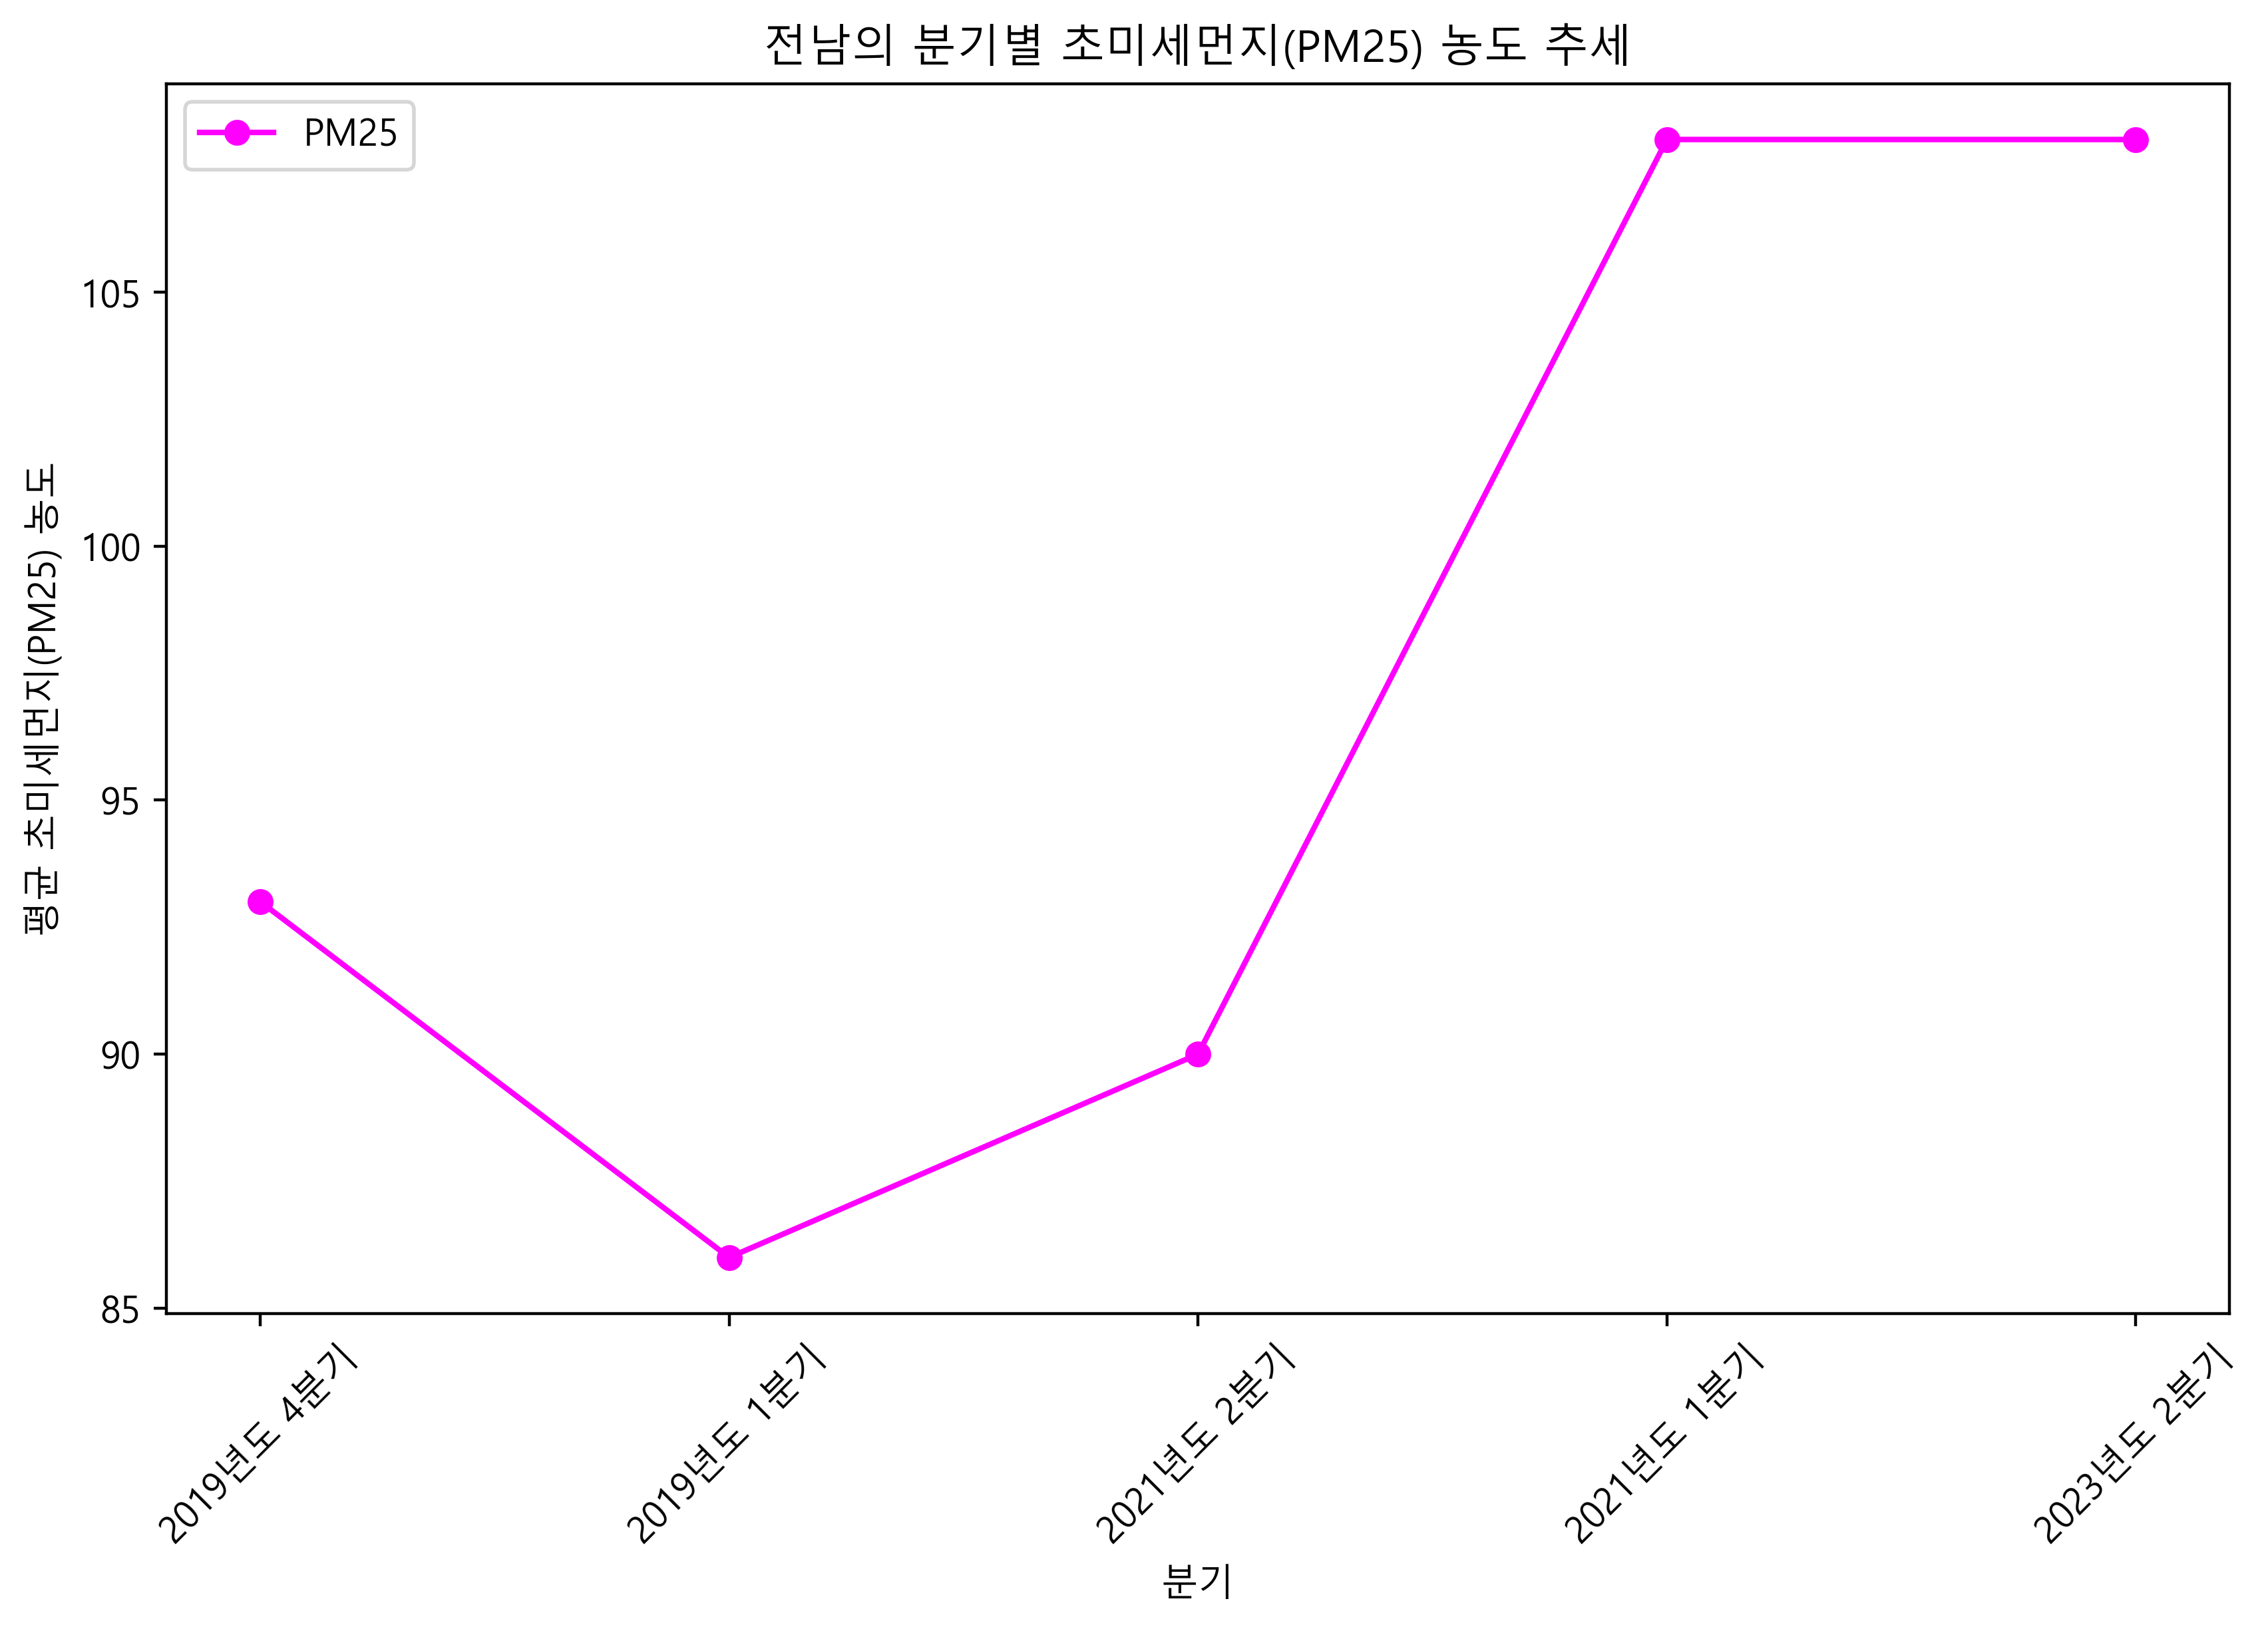 전남의 분기별 초미세먼지(PM25) 농도 추세
PM25
평균 초미세먼지(PM25) 농도
105
100
95
90
85
2019년도 4분기
2019년도 1분기
2021년도 2분기
2021년도 1분기
2023년도 2분기
분기